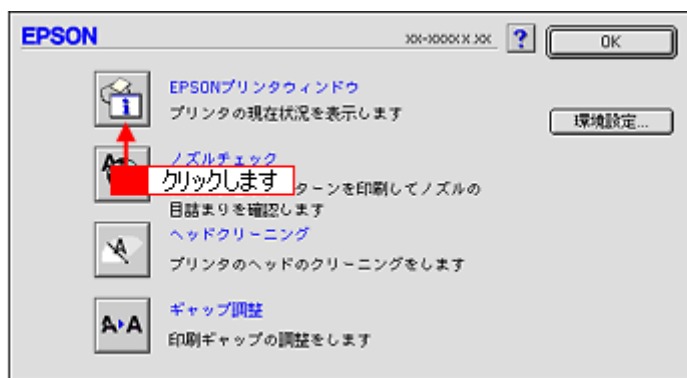 EPSON
XX-XXXXX X.XX
?
OK
EPSONプリンタウィンドウ
プリンタの現在状況を表示します
環境設定...
ノズルチェック
クリックします
ターンを印刷してノズルの
目詰まりを確認します
ヘッドクリーニング
プリンタのヘッドのクリーニングをします
A▸A
ギャップ調整
印刷ギャップの調整をします